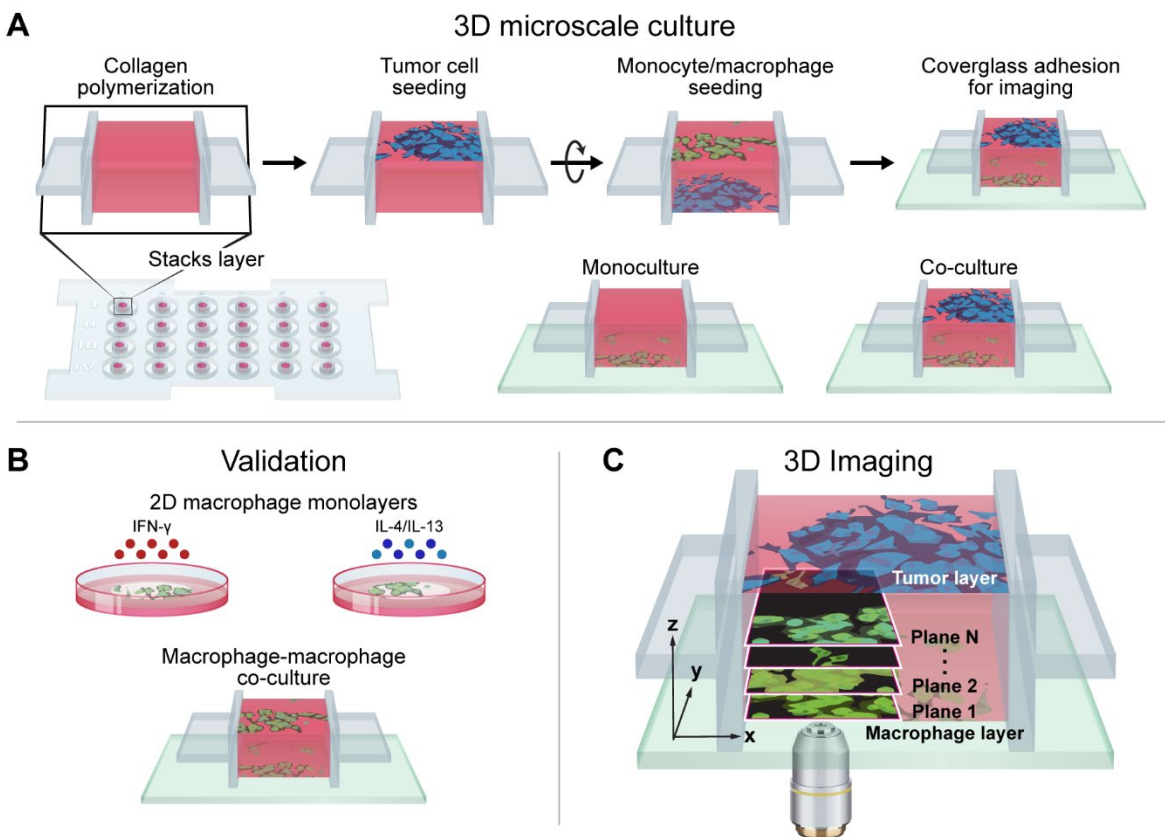 A
3D microscale culture
Collagen
polymerization
Tumor cell
seeding
Monocyte/macrophage
seeding
Coverglass adhesion
for imaging
Stacks layer
Monoculture
Co-culture
B
Validation
2D macrophage monolayers
IFN-γ
IL-4/IL-13
Macrophage-macrophage
co-culture
C
3D Imaging
Tumor layer
z
y
x
Plane N
Plane 2
Plane 1
Macrophage layer